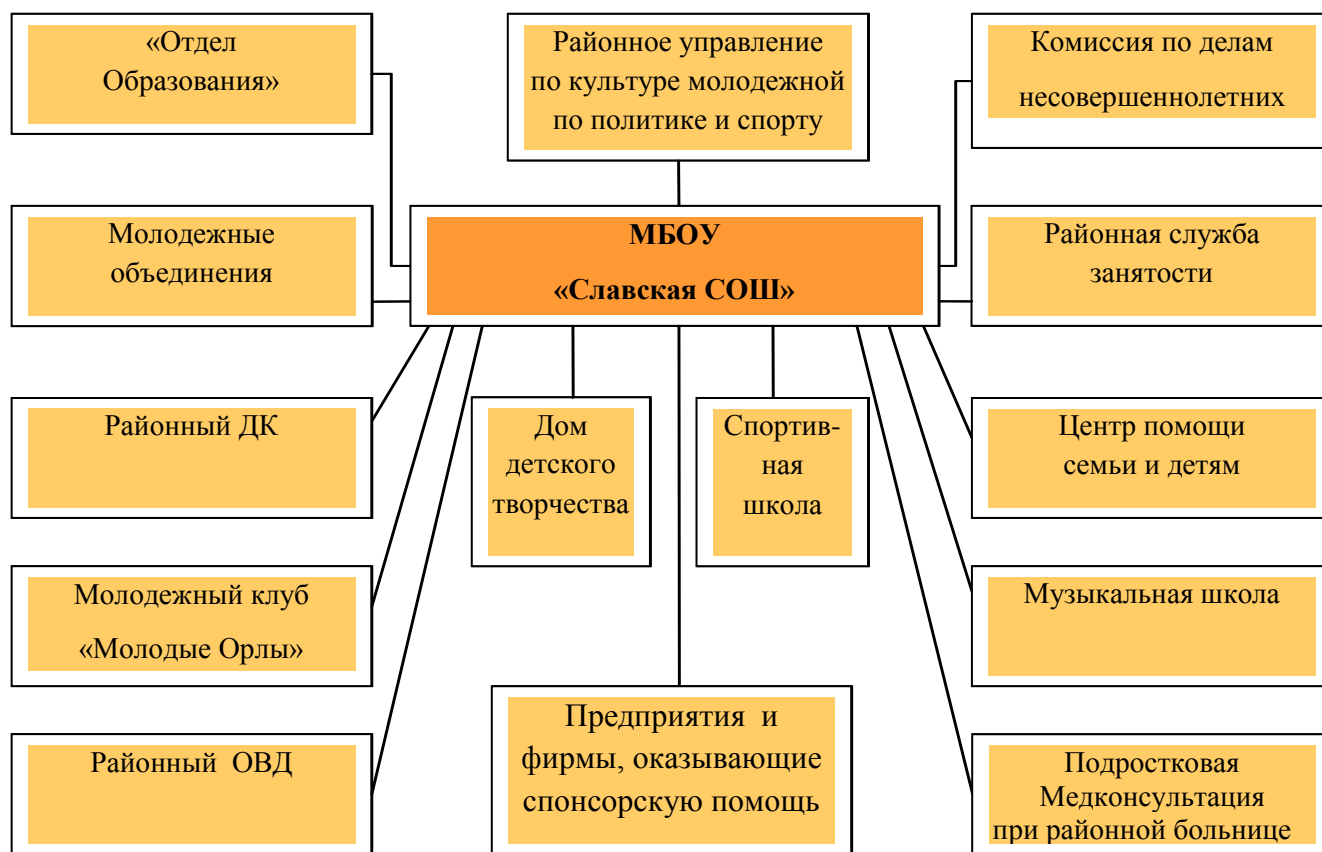 «Отдел
Образования»
Районное управление
по культуре молодежной
по политике и спорту
Комиссия по делам
несовершеннолетних
Молодежные
объединения
МБОУ
«Славская СОШ»
Районная служба
занятости
Районный ДК
Дом
детского
творчества
Спортив-
ная
школа
Центр помощи
семьи и детям
Молодежный клуб
«Молодые Орлы»
Музыкальная школа
Районный ОВД
Предприятия и
фирмы, оказывающие
спонсорскую помощь
Подростковая
Медконсультация
при районной больнице